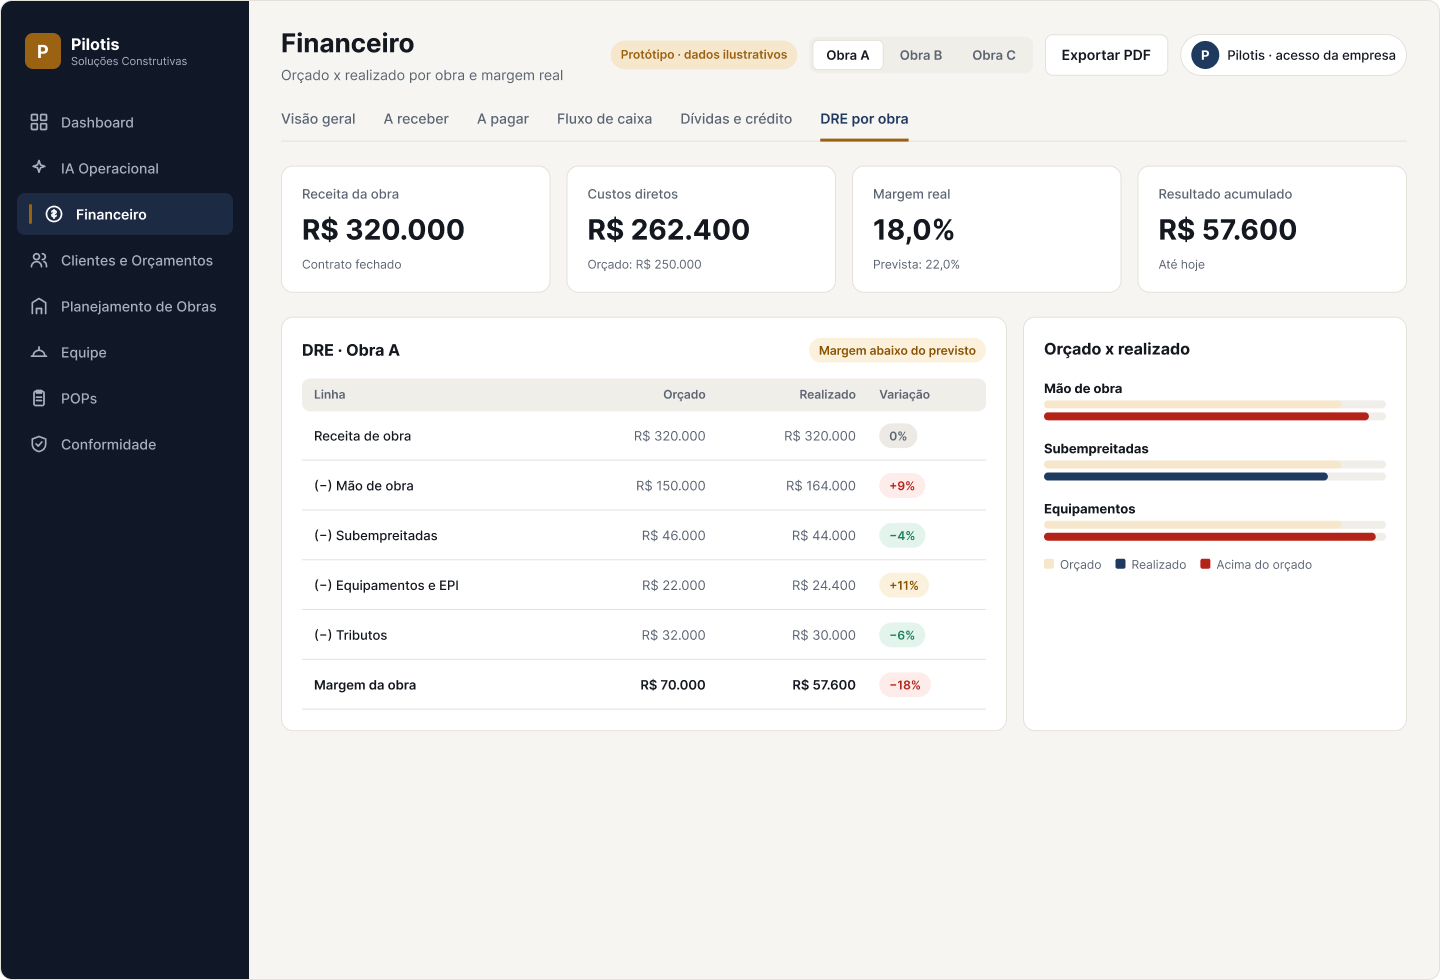 P
Pilotis
Soluções Construtivas
Dashboard
IA Operacional
Financeiro
Clientes e Orçamentos
Planejamento de Obras
Equipe
POPs
Conformidade
Financeiro
Orçado x realizado por obra e margem real
Protótipo · dados ilustrativos
Obra A Obra B Obra C
Exportar PDF
P Pilotis · acesso da empresa
Visão geral A receber A pagar Fluxo de caixa Dívidas e crédito DRE por obra
Receita da obra
R$ 320.000
Contrato fechado
Custos diretos
R$ 262.400
Orçado: R$ 250.000
Margem real
18,0%
Prevista: 22,0%
Resultado acumulado
R$ 57.600
Até hoje
DRE · Obra A
Margem abaixo do previsto
Linha Orçado Realizado Variação
Receita de obra R$ 320.000 R$ 320.000 0%
(−) Mão de obra R$ 150.000 R$ 164.000 +9%
(−) Subempreitadas R$ 46.000 R$ 44.000 −4%
(−) Equipamentos e EPI R$ 22.000 R$ 24.400 +11%
(−) Tributos R$ 32.000 R$ 30.000 −6%
Margem da obra R$ 70.000 R$ 57.600 −18%
Orçado x realizado
Mão de obra
Subempreitadas
Equipamentos
Orçado Realizado Acima do orçado